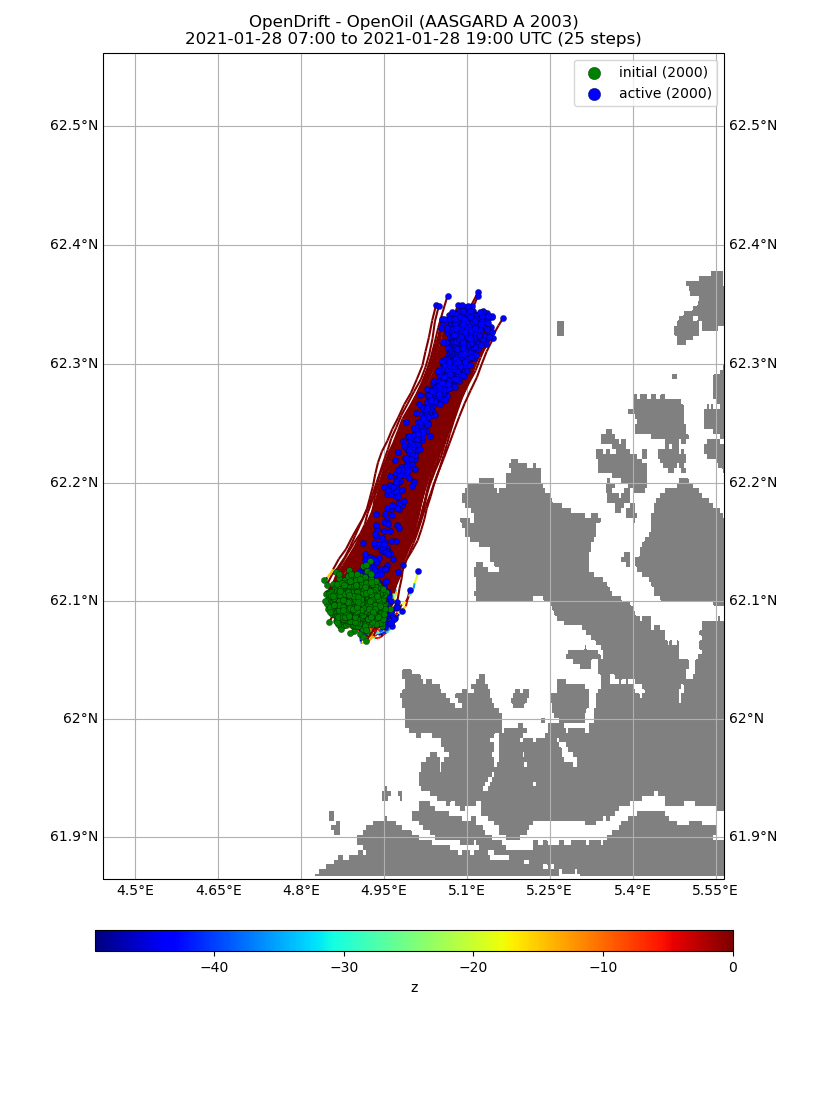 OpenDrift - OpenOil (AASGARD A 2003)
2021-01-28 07:00 to 2021-01-28 19:00 UTC (25 steps)
initial (2000)
active (2000)
62.5°N 62.5°N
62.4°N 62.4°N
62.3°N 62.3°N
62.2°N 62.2°N
62.1°N 62.1°N
62°N 62°N
61.9°N 61.9°N
4.5°E 4.65°E 4.8°E 4.95°E 5.1°E 5.25°E 5.4°E 5.55°E
−40 −30 −20 −10 0
z